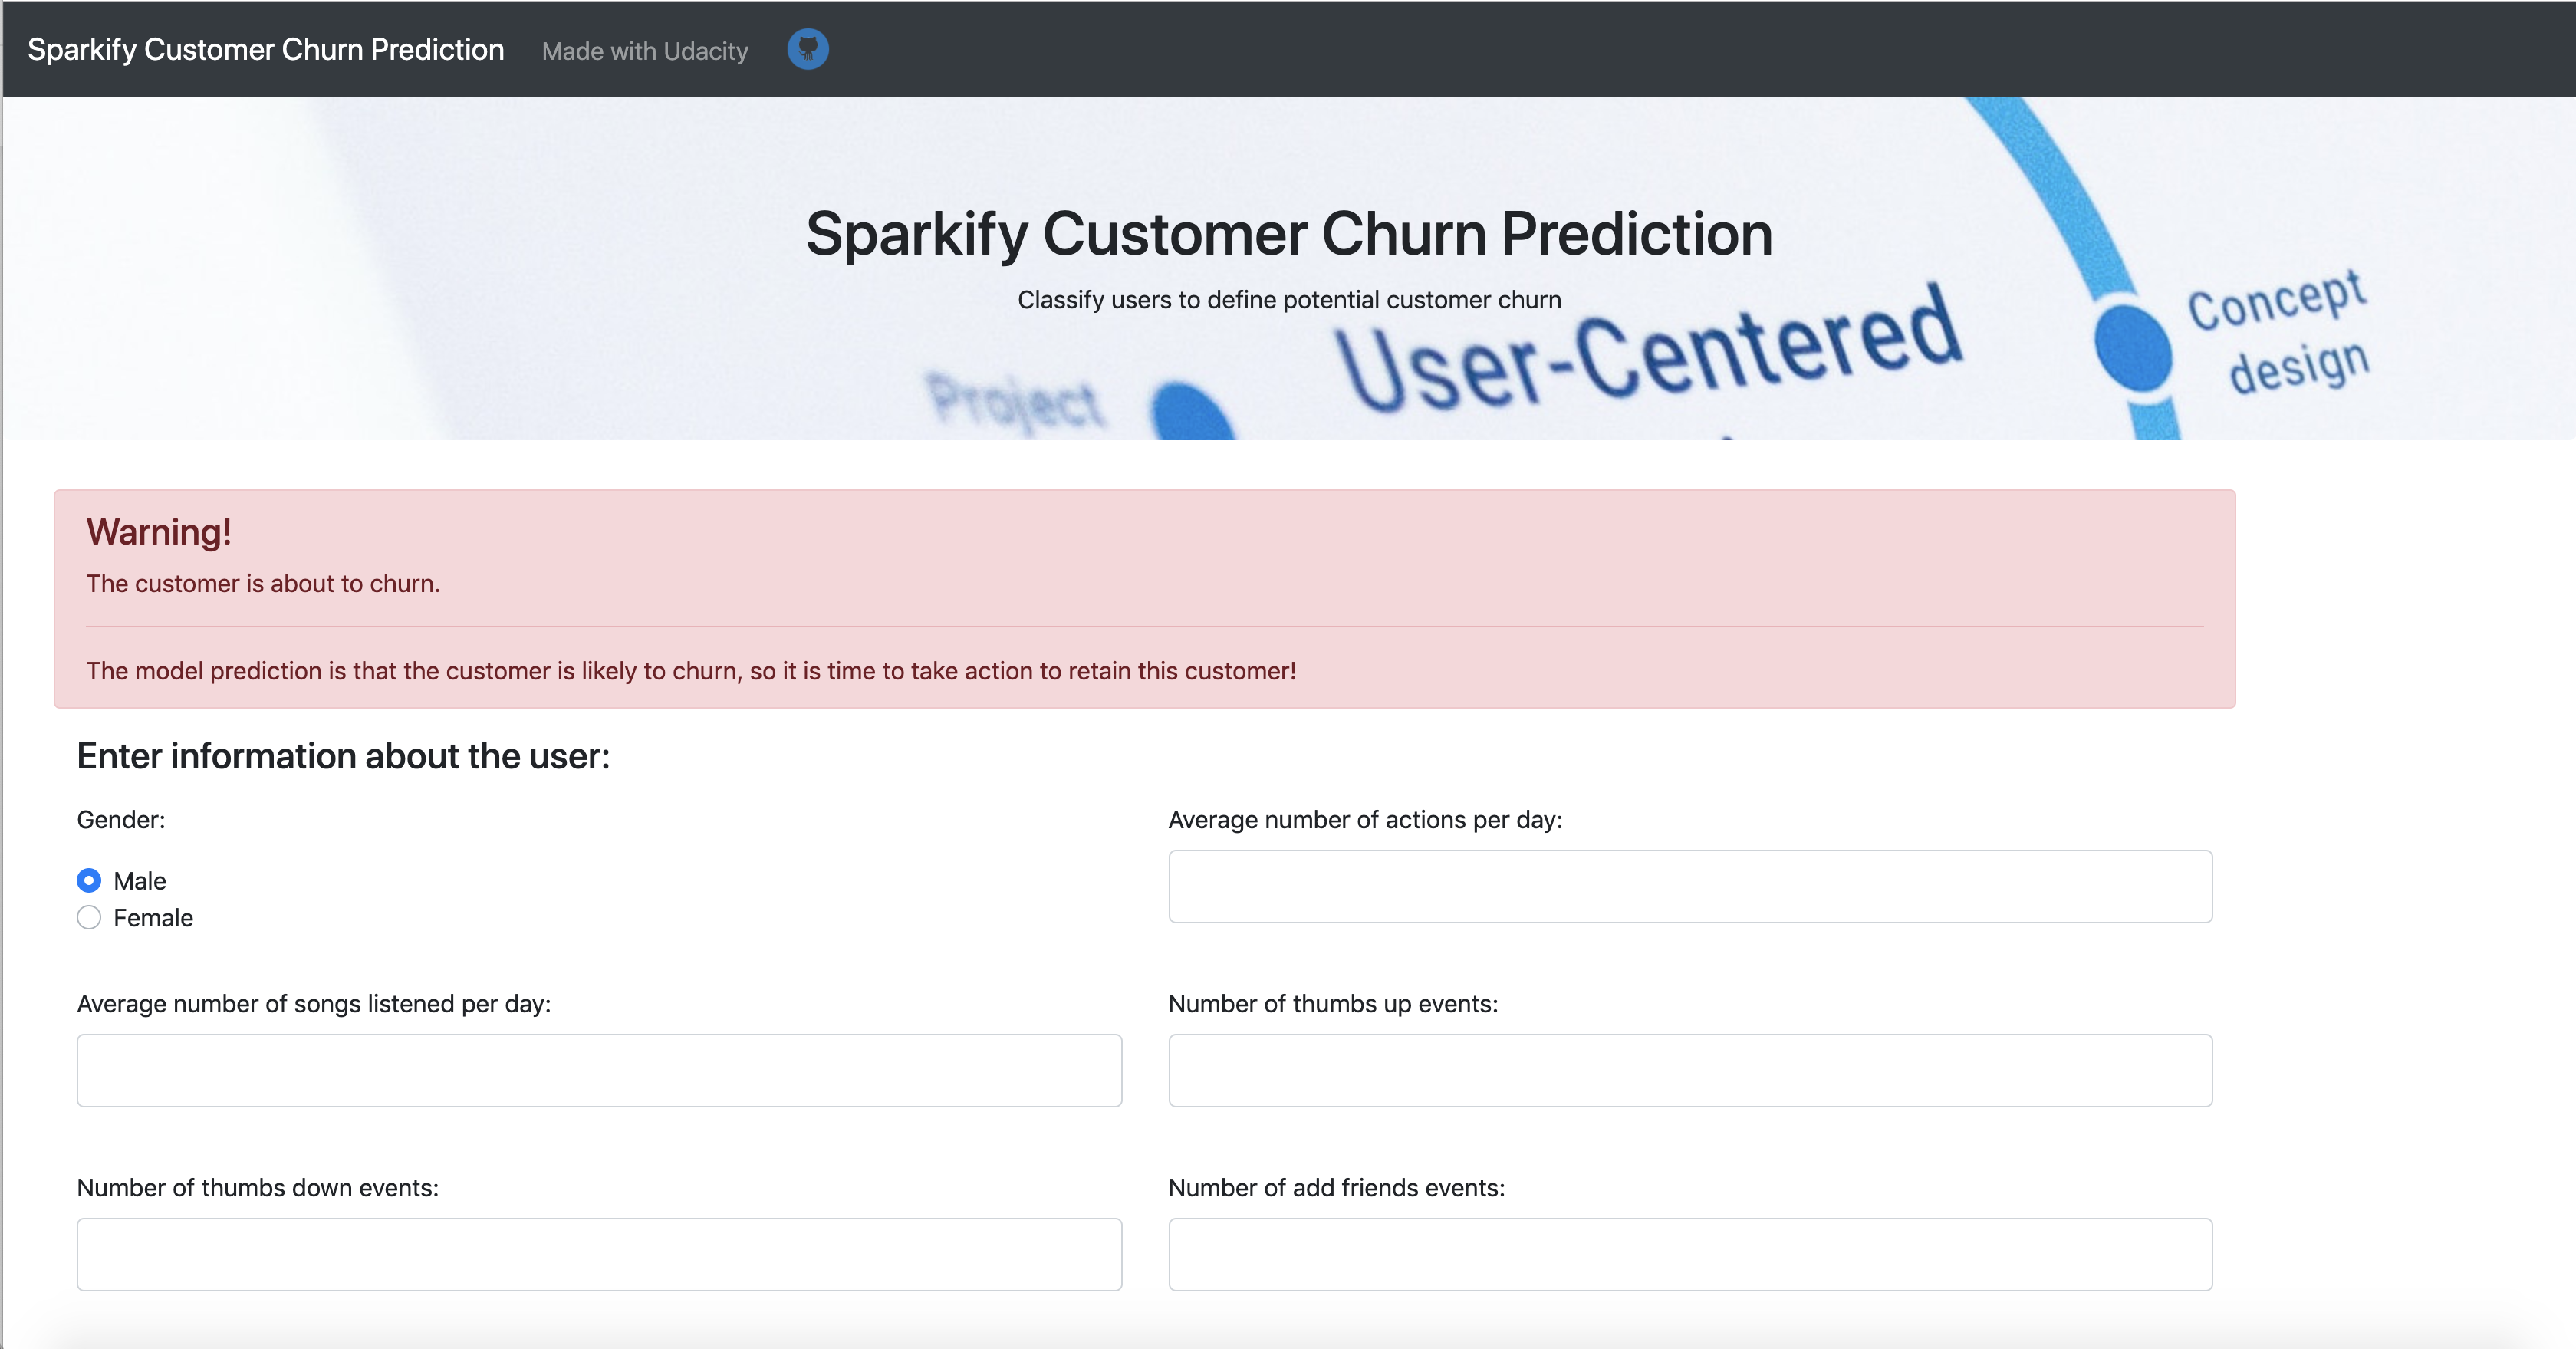 Sparkify Customer Churn Prediction Made with Udacity
Sparkify Customer Churn Prediction
Classify users to define potential customer churn
Project
User-Centered
Concept
design
Warning!
The customer is about to churn.
The model prediction is that the customer is likely to churn, so it is time to take action to retain this customer!
Enter information about the user:
Gender:
Male
Female
Average number of actions per day:
Average number of songs listened per day:
Number of thumbs up events:
Number of thumbs down events:
Number of add friends events: